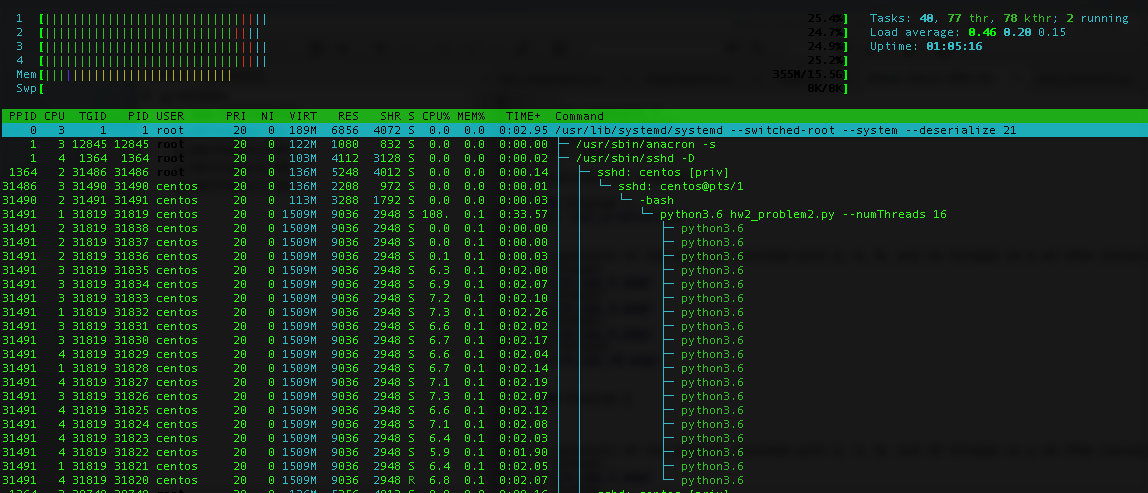 1 [||||||||||||||||||||||||||||||||| 25.4%] Tasks: 40, 77 thr, 78 kthr; 2 running
2 [|||||||||||||||||||||||||||||||| 24.7%] Load average: 0.46 0.20 0.15
3 [||||||||||||||||||||||||||||||||| 24.9%] Uptime: 01:05:16
4 [||||||||||||||||||||||||||||||||| 25.2%]
Mem[|||||||||||||||||||||||||||| 355M/15.5G]
Swp[ 0K/0K]
PPID CPU TGID PID USER PRI NI VIRT RES SHR S CPU% MEM% TIME+ Command
0 3 1 1 root 20 0 189M 6856 4072 S 0.0 0.0 0:02.95 /usr/lib/systemd/systemd --switched-root --system --deserialize 21
1 3 12845 12845 root 20 0 122M 1080 832 S 0.0 0.0 0:00.00 ├─ /usr/sbin/anacron -s
1 4 1364 1364 root 20 0 103M 4112 3128 S 0.0 0.0 0:00.02 ├─ /usr/sbin/sshd -D
1364 2 31486 31486 root 20 0 136M 5248 4012 S 0.0 0.0 0:00.14 │ ├─ sshd: centos [priv]
31486 3 31490 31490 centos 20 0 136M 2208 972 S 0.0 0.0 0:00.01 │ │ └─ sshd: centos@pts/1
31490 2 31491 31491 centos 20 0 113M 3288 1792 S 0.0 0.0 0:00.03 │ │ └─ -bash
31491 1 31819 31819 centos 20 0 1509M 9036 2948 S 108. 0.1 0:33.57 │ │ └─ python3.6 hw2_problem2.py --numThreads 16
31491 2 31819 31838 centos 20 0 1509M 9036 2948 S 0.0 0.1 0:00.00 │ │ ├─ python3.6
31491 2 31819 31837 centos 20 0 1509M 9036 2948 S 0.0 0.1 0:00.00 │ │ ├─ python3.6
31491 2 31819 31836 centos 20 0 1509M 9036 2948 S 0.1 0.1 0:00.03 │ │ ├─ python3.6
31491 3 31819 31835 centos 20 0 1509M 9036 2948 S 6.3 0.1 0:02.00 │ │ ├─ python3.6
31491 3 31819 31834 centos 20 0 1509M 9036 2948 S 6.9 0.1 0:02.07 │ │ ├─ python3.6
31491 3 31819 31833 centos 20 0 1509M 9036 2948 S 7.2 0.1 0:02.10 │ │ ├─ python3.6
31491 1 31819 31832 centos 20 0 1509M 9036 2948 S 7.3 0.1 0:02.26 │ │ ├─ python3.6
31491 3 31819 31831 centos 20 0 1509M 9036 2948 S 6.6 0.1 0:02.02 │ │ ├─ python3.6
31491 3 31819 31830 centos 20 0 1509M 9036 2948 S 6.7 0.1 0:02.17 │ │ ├─ python3.6
31491 4 31819 31829 centos 20 0 1509M 9036 2948 S 6.6 0.1 0:02.04 │ │ ├─ python3.6
31491 1 31819 31828 centos 20 0 1509M 9036 2948 S 6.7 0.1 0:02.14 │ │ ├─ python3.6
31491 4 31819 31827 centos 20 0 1509M 9036 2948 S 7.1 0.1 0:02.19 │ │ ├─ python3.6
31491 3 31819 31826 centos 20 0 1509M 9036 2948 S 7.3 0.1 0:02.07 │ │ ├─ python3.6
31491 4 31819 31825 centos 20 0 1509M 9036 2948 S 6.6 0.1 0:02.12 │ │ ├─ python3.6
31491 4 31819 31824 centos 20 0 1509M 9036 2948 S 7.1 0.1 0:02.08 │ │ ├─ python3.6
31491 2 31819 31823 centos 20 0 1509M 9036 2948 S 6.4 0.1 0:02.03 │ │ ├─ python3.6
31491 4 31819 31822 centos 20 0 1509M 9036 2948 S 5.9 0.1 0:01.90 │ │ ├─ python3.6
31491 1 31819 31821 centos 20 0 1509M 9036 2948 S 6.4 0.1 0:02.05 │ │ ├─ python3.6
31491 4 31819 31820 centos 20 0 1509M 9036 2948 R 6.8 0.1 0:02.07 │ │ └─ python3.6